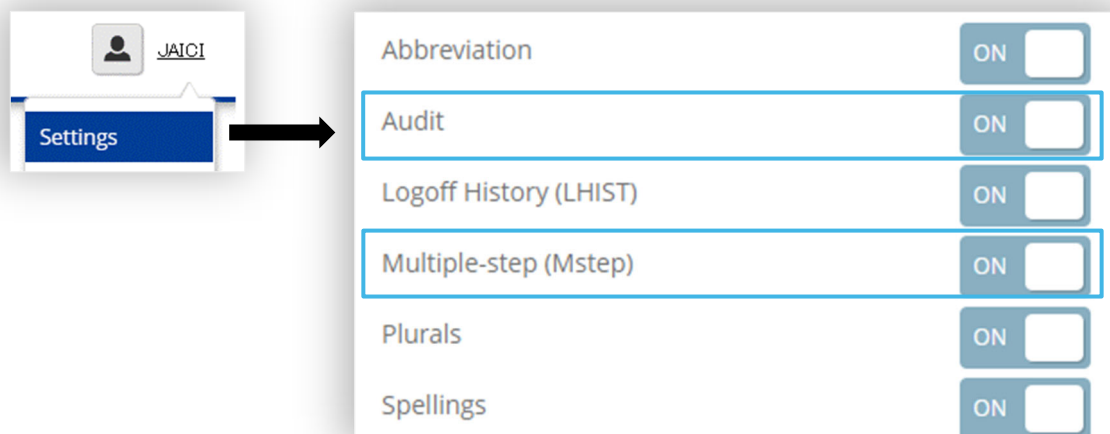 JAICI
Settings
Abbreviation ON
Audit ON
Logoff History (LHIST) ON
Multiple-step (Mstep) ON
Plurals ON
Spellings ON